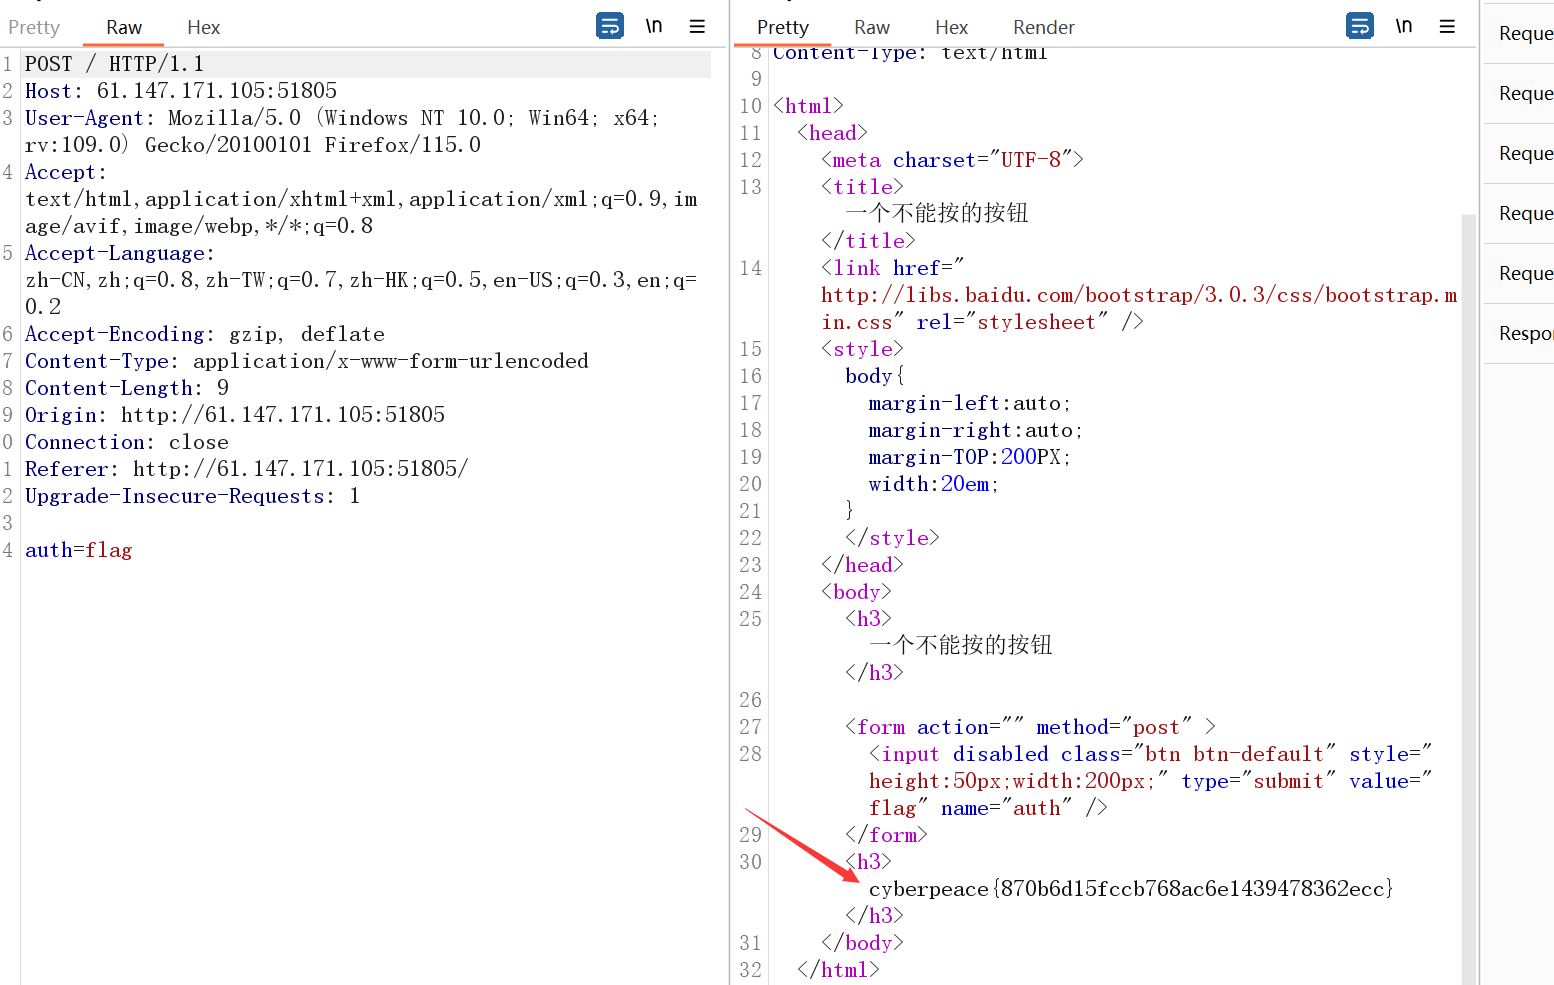 Pretty Raw Hex \n
1 POST / HTTP/1.1
2 Host: 61.147.171.105:51805
3 User-Agent: Mozilla/5.0 (Windows NT 10.0; Win64; x64;
rv:109.0) Gecko/20100101 Firefox/115.0
4 Accept:
text/html,application/xhtml+xml,application/xml;q=0.9,im
age/avif,image/webp,*/*;q=0.8
5 Accept-Language:
zh-CN,zh;q=0.8,zh-TW;q=0.7,zh-HK;q=0.5,en-US;q=0.3,en;q=
0.2
6 Accept-Encoding: gzip, deflate
7 Content-Type: application/x-www-form-urlencoded
8 Content-Length: 9
9 Origin: http://61.147.171.105:51805
0 Connection: close
1 Referer: http://61.147.171.105:51805/
2 Upgrade-Insecure-Requests: 1
3
4 auth=flag
Pretty Raw Hex Render \n
8 Content-Type: text/html
9
10 <html>
11 <head>
12 <meta charset="UTF-8">
13 <title>
一个不能按的按钮
</title>
14 <link href="
http://libs.baidu.com/bootstrap/3.0.3/css/bootstrap.m
in.css" rel="stylesheet" />
15 <style>
16 body{
17 margin-left:auto;
18 margin-right:auto;
19 margin-TOP:200PX;
20 width:20em;
21 }
22 </style>
23 </head>
24 <body>
25 <h3>
一个不能按的按钮
</h3>
26
27 <form action="" method="post" >
28 <input disabled class="btn btn-default" style="
height:50px;width:200px;" type="submit" value="
flag" name="auth" />
29 </form>
30 <h3>
cyberpeace{870b6d15fccb768ac6e1439478362ecc}
</h3>
31 </body>
32 </html>
Reque
Reque
Reque
Reque
Reque
Respo